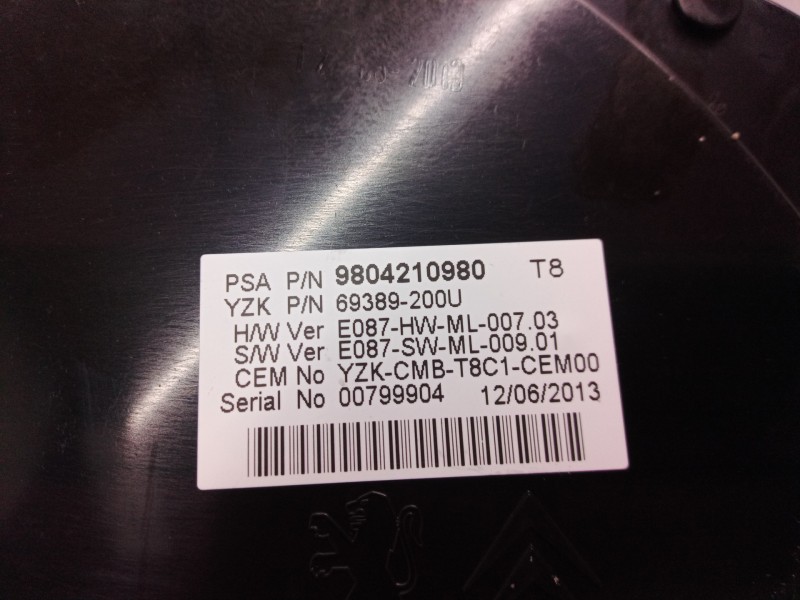 2013
PSA P/N 9804210980 T8
YZK P/N 69389-200U
H/W Ver E087-HW-ML-007.03
S/W Ver E087-SW-ML-009.01
CEM No YZK-CMB-T8C1-CEM00
Serial No 00799904 12/06/2013